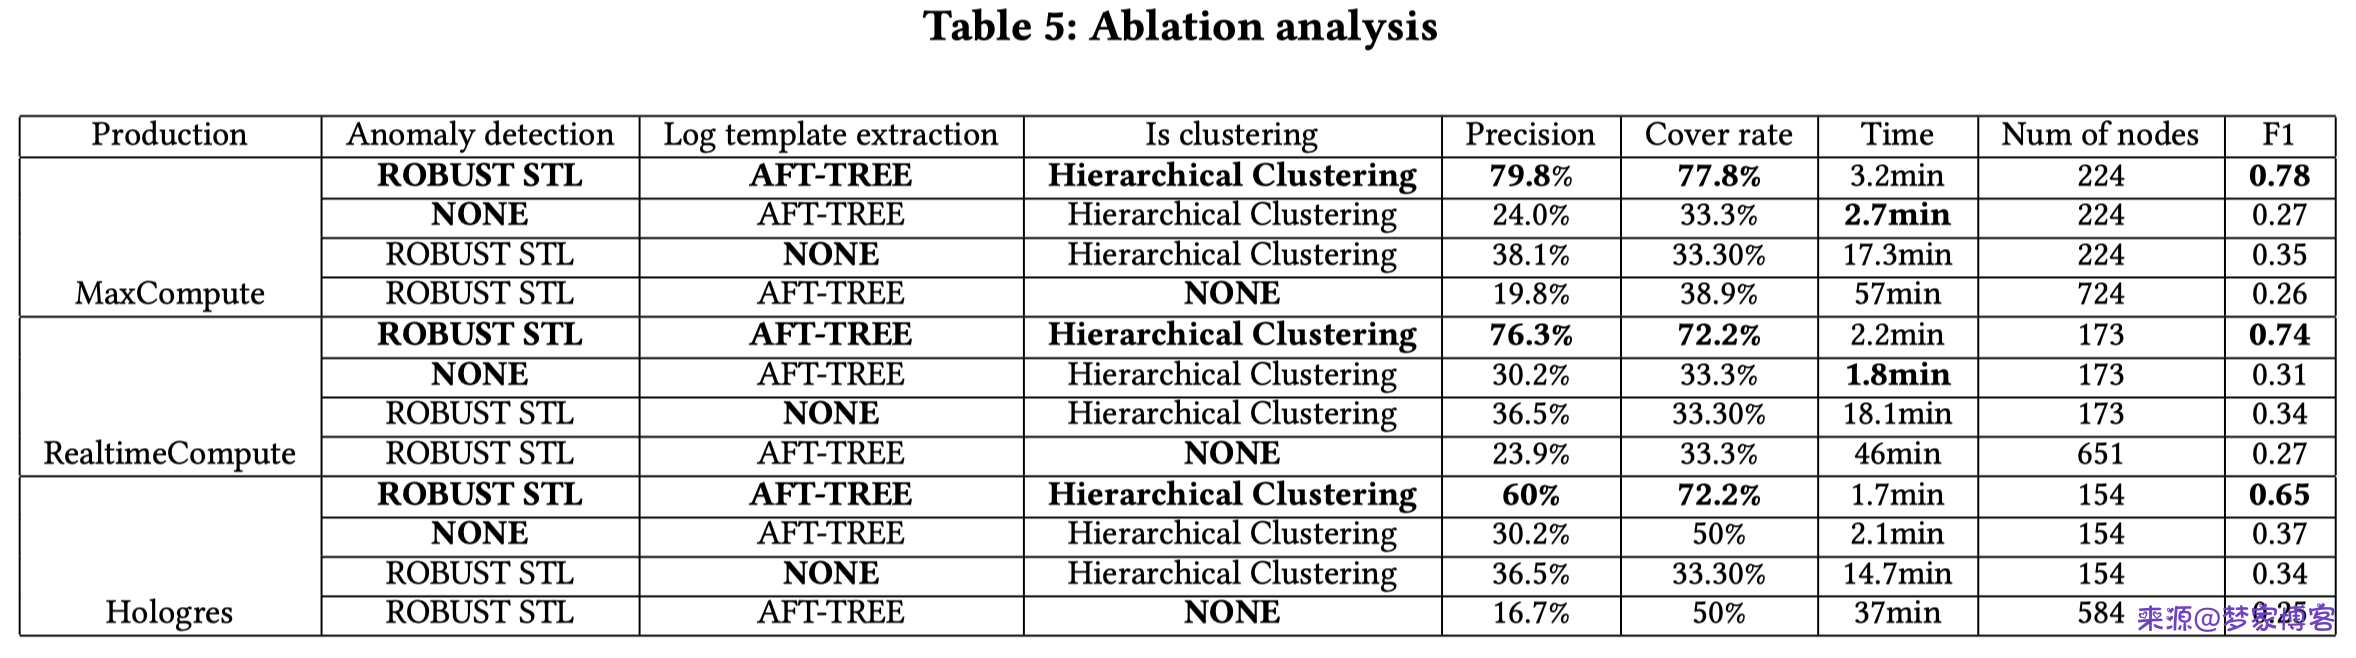 Table 5: Ablation analysis
Production Anomaly detection Log template extraction Is clustering Precision Cover rate Time Num of nodes F1
ROBUST STL AFT-TREE Hierarchical Clustering 79.8% 77.8% 3.2min 224 0.78
NONE AFT-TREE Hierarchical Clustering 24.0% 33.3% 2.7min 224 0.27
ROBUST STL NONE Hierarchical Clustering 38.1% 33.30% 17.3min 224 0.35
MaxCompute ROBUST STL AFT-TREE NONE 19.8% 38.9% 57min 724 0.26
ROBUST STL AFT-TREE Hierarchical Clustering 76.3% 72.2% 2.2min 173 0.74
NONE AFT-TREE Hierarchical Clustering 30.2% 33.3% 1.8min 173 0.31
ROBUST STL NONE Hierarchical Clustering 36.5% 33.30% 18.1min 173 0.34
RealtimeCompute ROBUST STL AFT-TREE NONE 23.9% 33.3% 46min 651 0.27
ROBUST STL AFT-TREE Hierarchical Clustering 60% 72.2% 1.7min 154 0.65
NONE AFT-TREE Hierarchical Clustering 30.2% 50% 2.1min 154 0.37
ROBUST STL NONE Hierarchical Clustering 36.5% 33.30% 14.7min 154 0.34
Hologres ROBUST STL AFT-TREE NONE 16.7% 50% 37min 584 0.25
来源@梦家博客